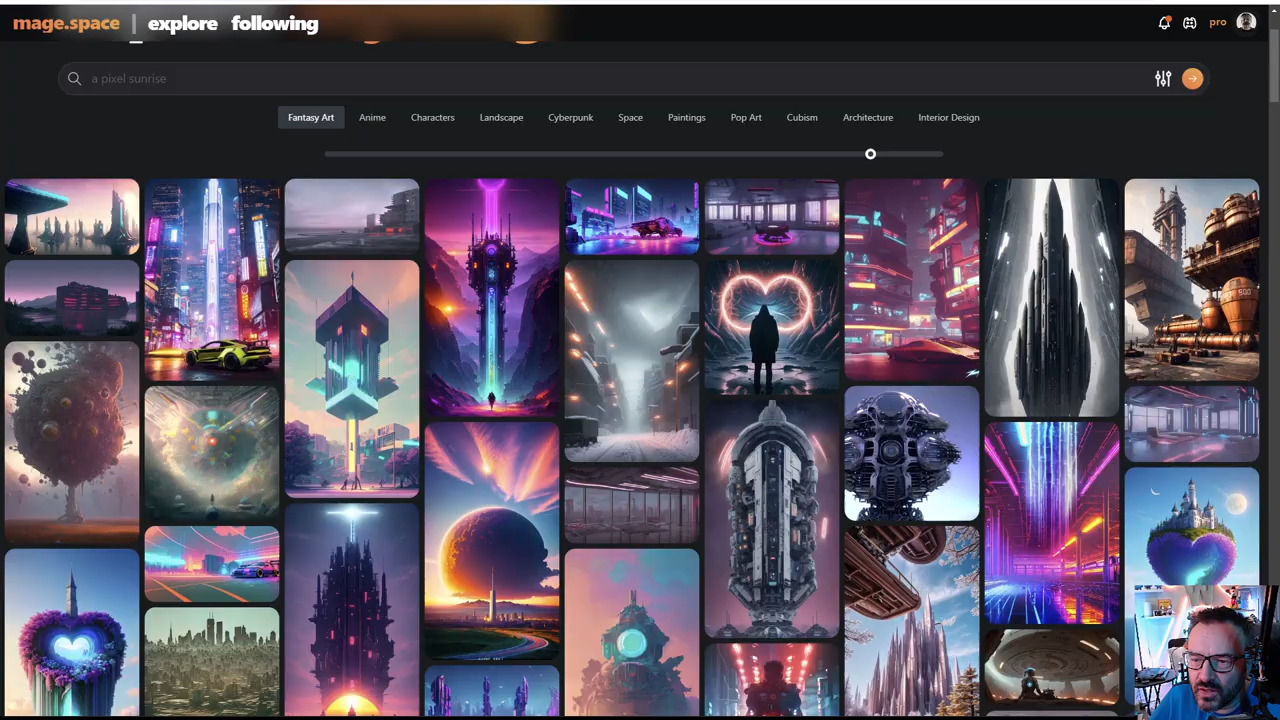 mage.space | explore following
pro
a pixel sunrise
Fantasy Art Anime Characters Landscape Cyberpunk Space Paintings Pop Art Cubism Architecture Interior Design